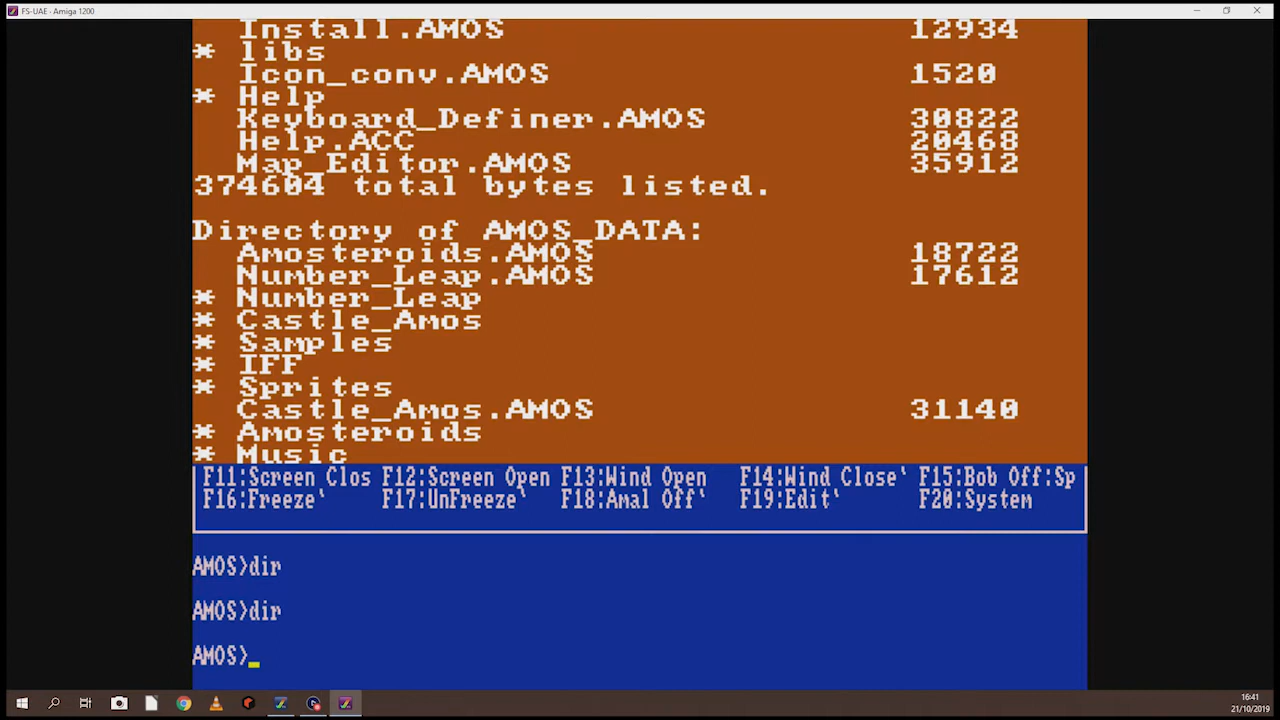 FS-UAE - Amiga 1200
Install.AMOS 12934
* libs
Icon_conv.AMOS 1520
* Help
Keyboard_Definer.AMOS 30822
Help.ACC 20468
Map_Editor.AMOS 35912
374604 total bytes listed.
Directory of AMOS_DATA:
Amosteroids.AMOS 18722
Number_Leap.AMOS 17612
* Number_Leap
* Castle_Amos
* Samples
* IFF
* Sprites
Castle_Amos.AMOS 31140
* Amosteroids
* Music
F11:Screen Clos F12:Screen Open F13:Wind Open F14:Wind Close` F15:Bob Off:Sp
F16:Freeze` F17:UnFreeze` F18:Amal Off` F19:Edit` F20:System
AMOS>dir
AMOS>dir
AMOS>_
16:41
21/10/2019